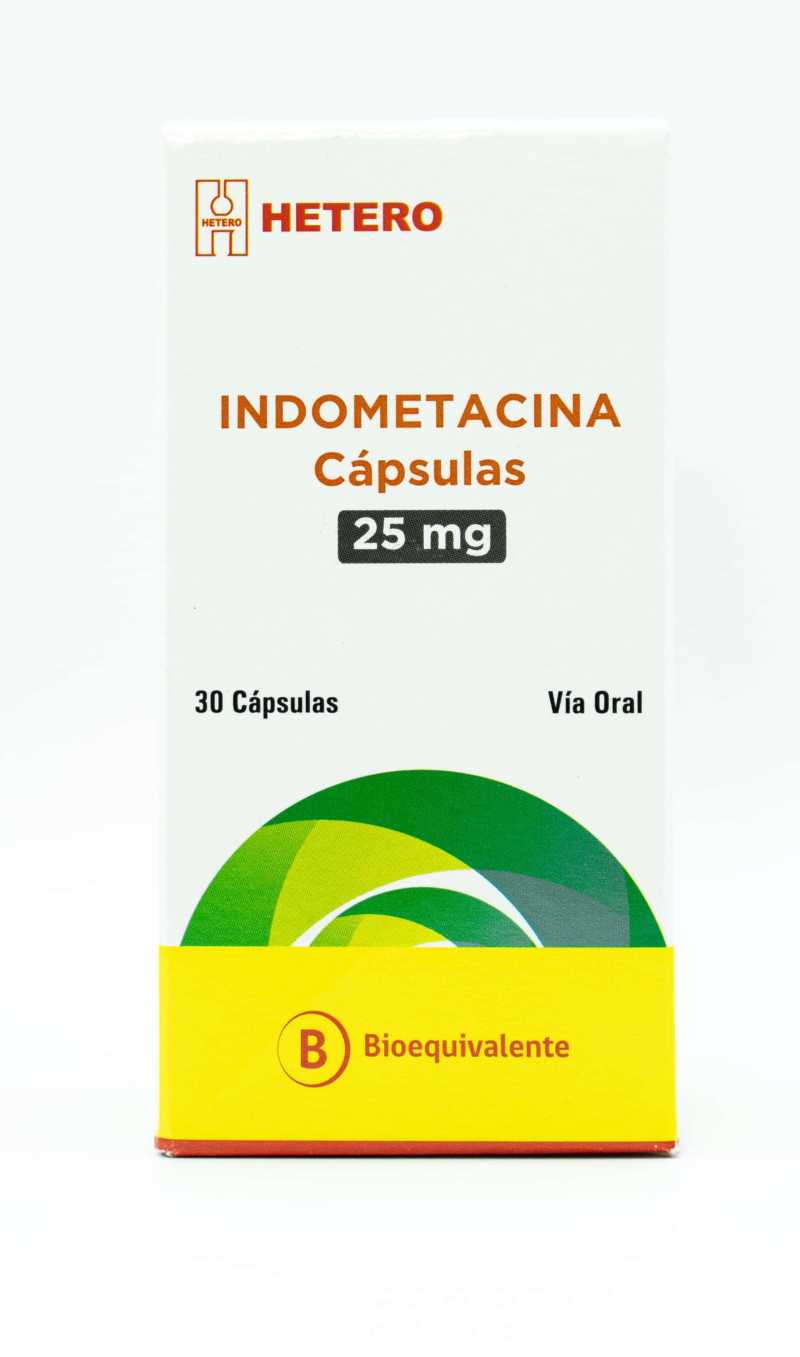 HETERO
HETERO
INDOMETACINA
Cápsulas
25 mg
30 Cápsulas
Vía Oral
B
Bioequivalente